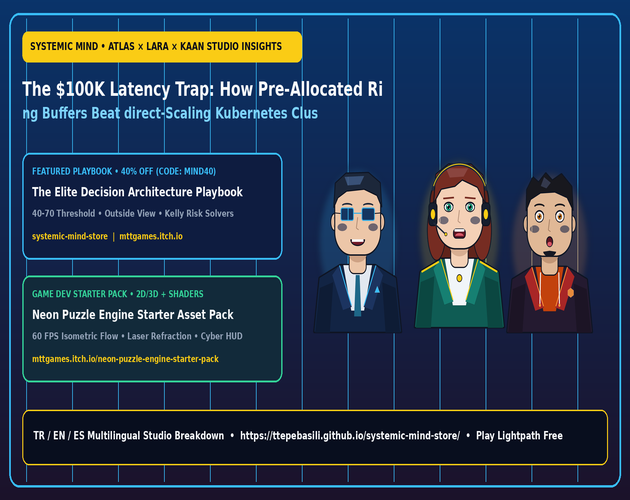 SYSTEMIC MIND • ATLAS × LARA × KAAN STUDIO INSIGHTS
The $100K Latency Trap: How Pre-Allocated Ri
ng Buffers Beat direct-Scaling Kubernetes Clus
FEATURED PLAYBOOK • 40% OFF (CODE: MIND40)
The Elite Decision Architecture Playbook
40-70 Threshold • Outside View • Kelly Risk Solvers
systemic-mind-store | mttgames.itch.io
GAME DEV STARTER PACK • 2D/3D + SHADERS
Neon Puzzle Engine Starter Asset Pack
60 FPS Isometric Flow • Laser Refraction • Cyber HUD
mttgames.itch.io/neon-puzzle-engine-starter-pack
TR / EN / ES Multilingual Studio Breakdown • https://ttepebasili.github.io/systemic-mind-store/ • Play Lightpath Free